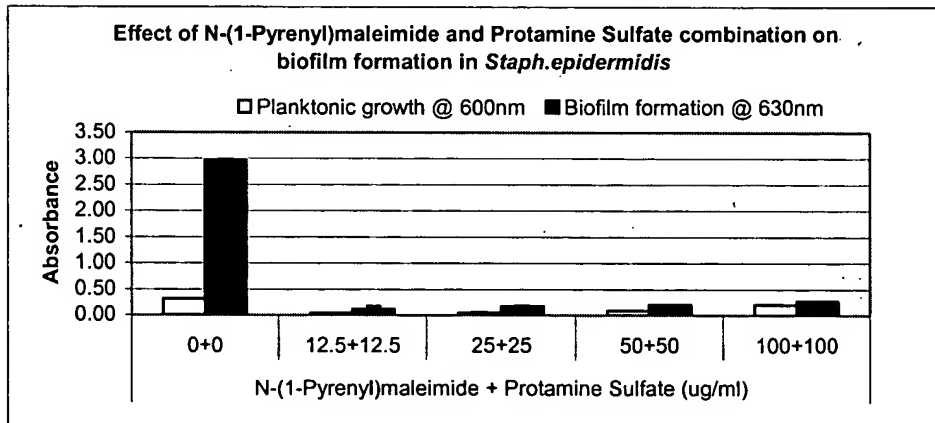 Effect of N-(1-Pyrenyl)maleimide and Protamine Sulfate combination on
biofilm formation in Staph.epidermidis
Planktonic growth @ 600nm Biofilm formation @ 630nm
3.50
3.00
2.50
2.00
1.50
1.00
0.50
0.00
Absorbance
0+0 12.5+12.5 25+25 50+50 100+100
N-(1-Pyrenyl)maleimide + Protamine Sulfate (ug/ml)